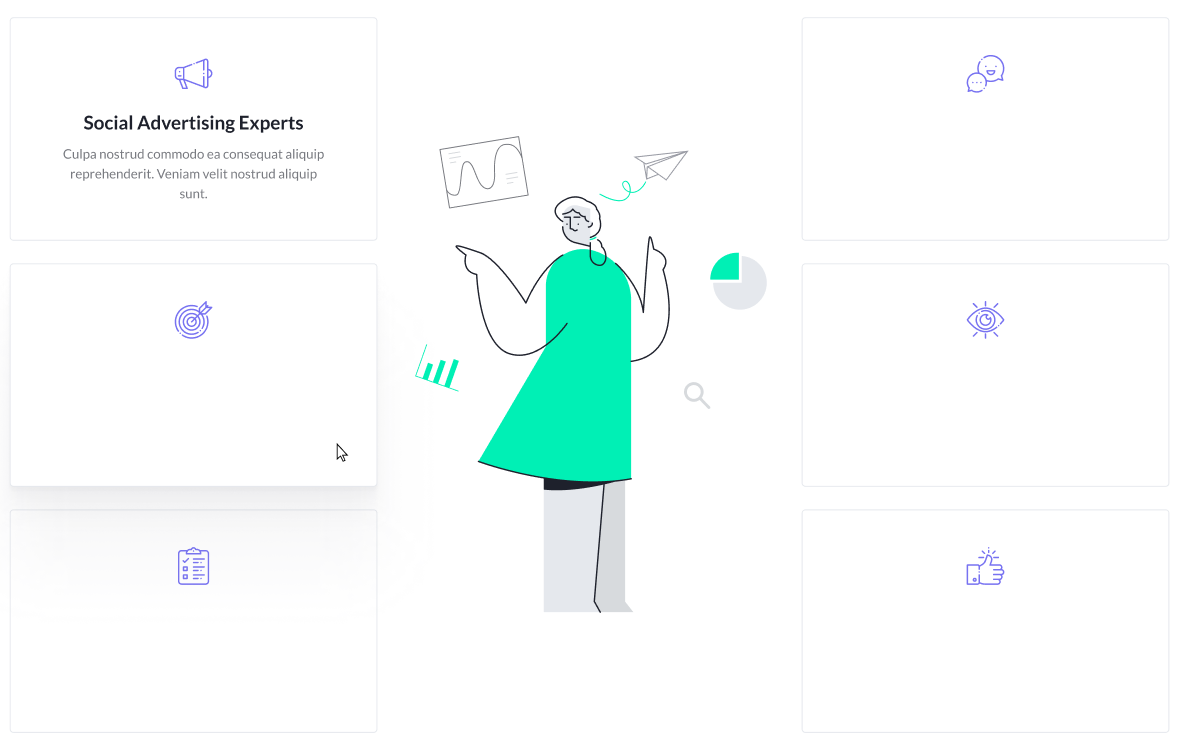 Social Advertising Experts
Culpa nostrud commodo ea consequat aliquip
reprehenderit. Veniam velit nostrud aliquip
sunt.